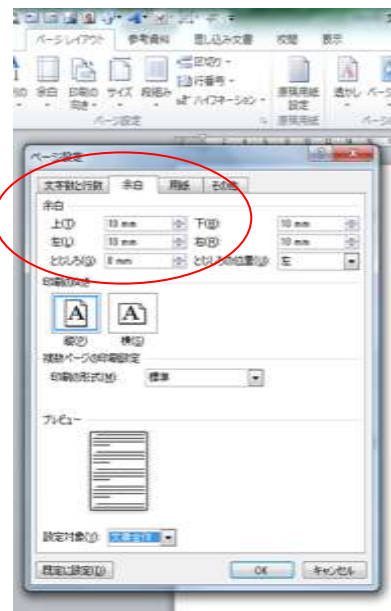 ページレイアウト 参考資料 差し込み文書 校閲 表示
余白 印刷の向き サイズ 段組み
区切り
行番号
ハイフネーション
原稿用紙設定
透かし
ページ設定 原稿用紙
ページ設定
文字数と行数 余白 用紙 その他
余白
上(T) 10 mm 下(B) 10 mm
左(L) 10 mm 右(R) 10 mm
とじしろ(G) 0 mm とじしろの位置(U) 左
印刷の向き
縦(P) 横(S)
複数ページの印刷設定
印刷の形式(M): 標準
プレビュー
設定対象(Y): 文書全体
既定に設定(D) OK キャンセル